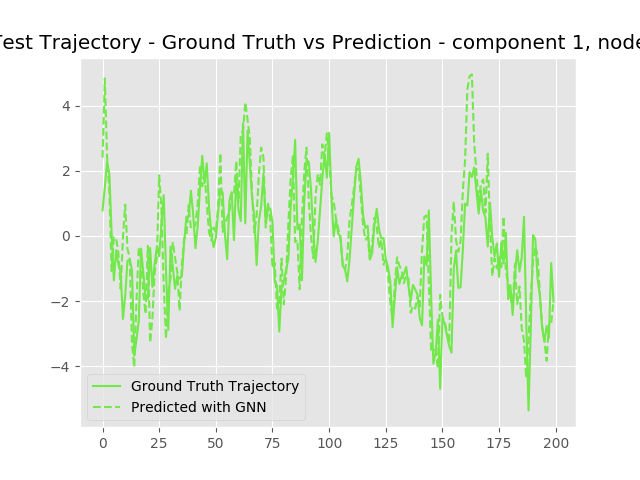 Test Trajectory - Ground Truth vs Prediction - component 1, node
4
2
0
−2
−4
Ground Truth Trajectory
Predicted with GNN
0 25 50 75 100 125 150 175 200